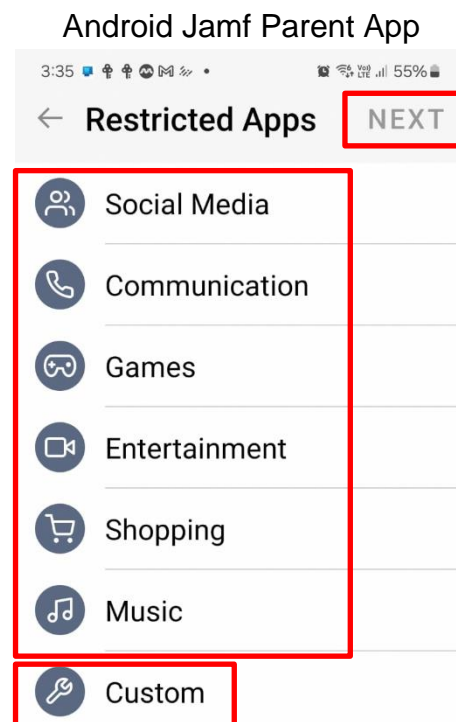 Android Jamf Parent App
3:35 55%
Restricted Apps NEXT
Social Media
Communication
Games
Entertainment
Shopping
Music
Custom